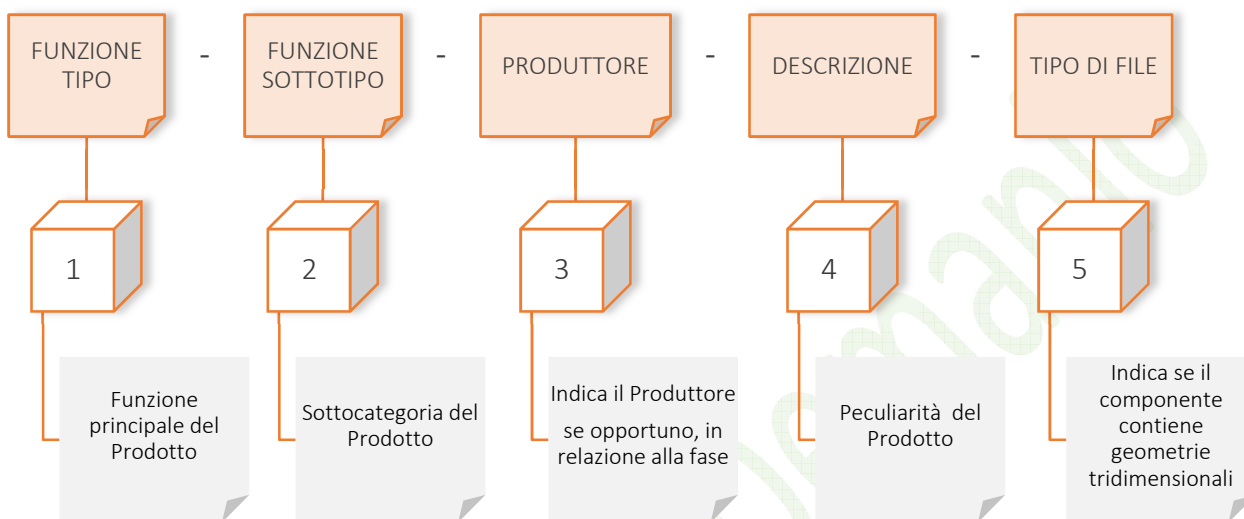 FUNZIONE
TIPO
-
FUNZIONE
SOTTOTIPO
-
PRODUTTORE
-
DESCRIZIONE
-
TIPO DI FILE
1
2
3
4
5
Funzione
principale del
Prodotto
Sottocategoria del
Prodotto
Indica il Produttore
se opportuno, in
relazione alla fase
Peculiarità del
Prodotto
Indica se il
componente
contiene
geometrie
tridimensionali